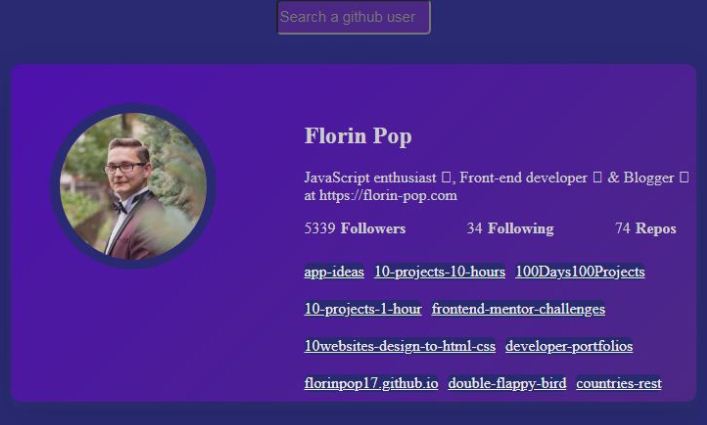 Search a github user
Florin Pop
JavaScript enthusiast ▯, Front-end developer ▯ & Blogger ▯
at https://florin-pop.com
5339 Followers 34 Following 74 Repos
app-ideas 10-projects-10-hours 100Days100Projects
10-projects-1-hour frontend-mentor-challenges
10websites-design-to-html-css developer-portfolios
florinpop17.github.io double-flappy-bird countries-rest